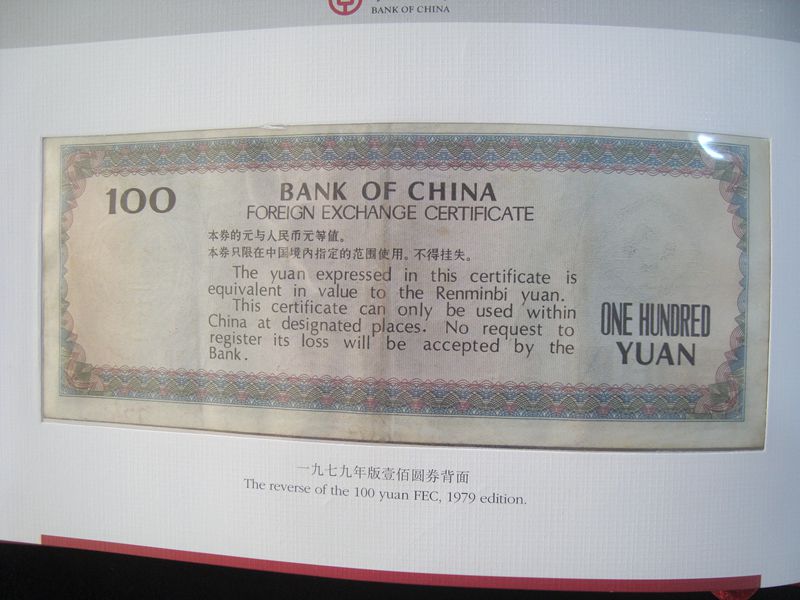 BANK OF CHINA
100
BANK OF CHINA
FOREIGN EXCHANGE CERTIFICATE
本券的元与人民币元等值。
本券只限在中国境内指定的范围使用。不得挂失。
The yuan expressed in this certificate is
equivalent in value to the Renminbi yuan.
This certificate can only be used within
China at designated places. No request to
register its loss will be accepted by the
Bank.
ONE HUNDRED
YUAN
一九七九年版壹佰圆券背面
The reverse of the 100 yuan FEC, 1979 edition.